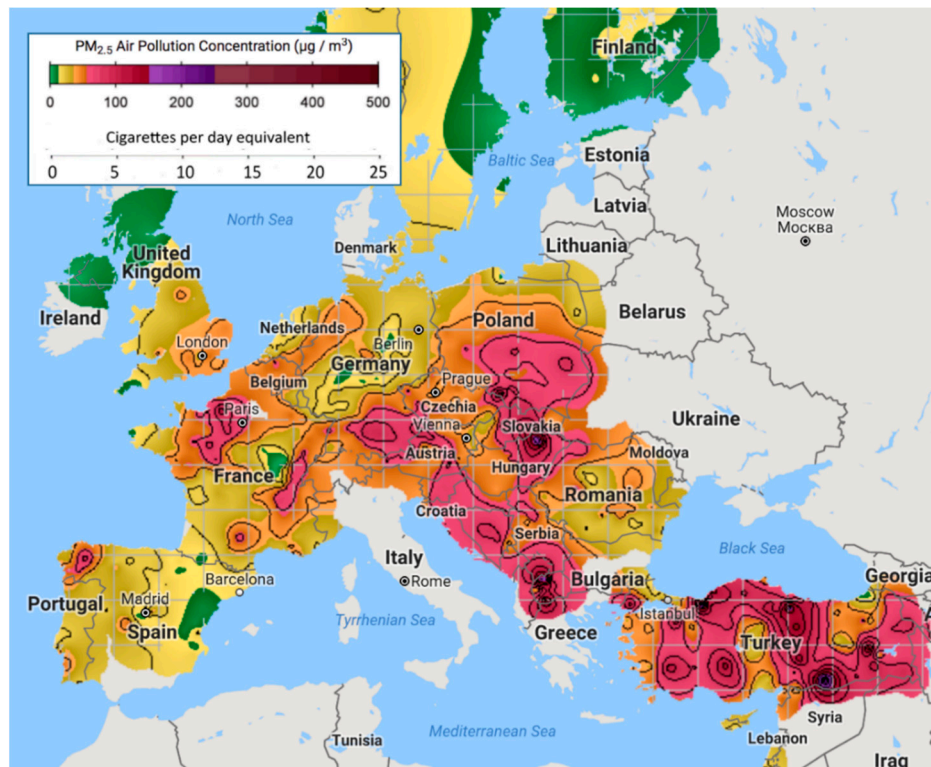 PM2.5 Air Pollution Concentration (μg / m³)
0 100 200 300 400 500
Cigarettes per day equivalent
0 5 10 15 20 25
Finland
Baltic Sea
Estonia
Latvia
Lithuania
Moscow
Москва
North Sea
Denmark
United
Kingdom
Ireland
London
Netherlands
Berlin
Germany
Poland
Belarus
Belgium
Prague
Czechia
Paris
Vienna
Slovakia
Ukraine
Austria
France
Hungary
Moldova
Romania
Croatia
Serbia
Italy
Rome
Bulgaria
Black Sea
Georgia
Barcelona
Portugal
Madrid
Spain
Tyrrhenian Sea
Greece
Istanbul
Turkey
Syria
Lebanon
Iraq
Mediterranean Sea
Tunisia